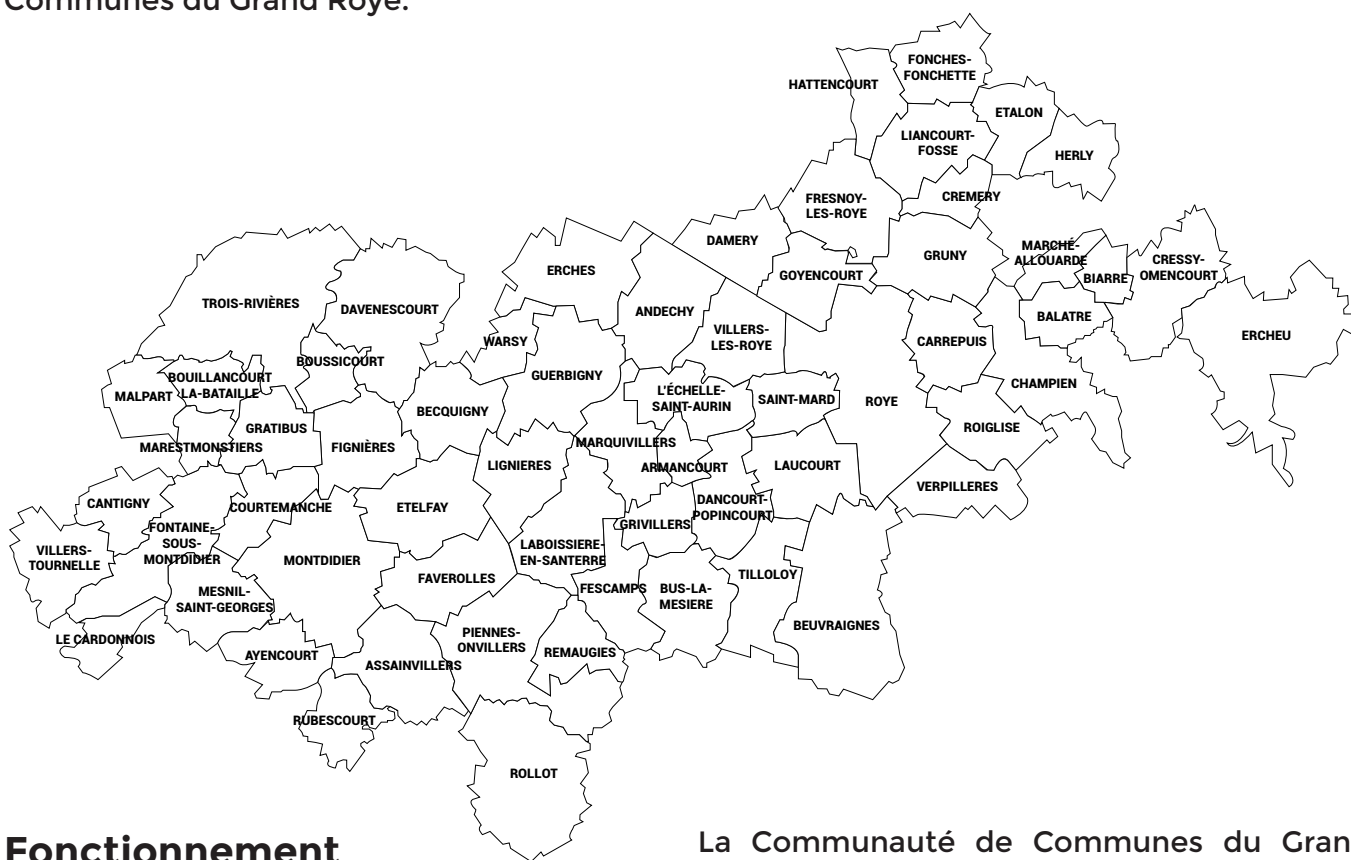 Communes du Grand Roye.
FONCHES-
FONCHETTE
HATTENCOURT
ETALON
LIANCOURT-
FOSSE
HERLY
CREMERY
FRESNOY-
LES-ROYE
DAMERY
GRUNY
MARCHÉ-
ALLOUARDE
CRESSY-
OMENCOURT
BIARRE
GOYENCOURT
ERCHES
TROIS-RIVIÈRES
DAVENESCOURT
ANDECHY
BALATRE
ERCHEU
VILLERS-
LES-ROYE
WARSY
CARREPUIS
BOUSSICOURT
GUERBIGNY
BOUILLANCOURT
LA-BATAILLE
MALPART
CHAMPIEN
L'ÉCHELLE-
SAINT-AURIN
SAINT-MARD
ROYE
BECQUIGNY
GRATIBUS
ROIGLISE
MARESTMONSTIERS
FIGNIÈRES
MARQUIVILLERS
LIGNIERES
ARMANCOURT
LAUCOURT
VERPILLERES
CANTIGNY
COURTEMANCHE
ETELFAY
DANCOURT-
POPINCOURT
GRIVILLERS
FONTAINE-
SOUS-
MONTDIDIER
VILLERS-
TOURNELLE
MONTDIDIER
LABOISSIERE-
EN-SANTERRE
FAVEROLLES
TILLOLOY
FESCAMPS
BUS-LA-
MESIERE
MESNIL-
SAINT-GEORGES
BEUVRAIGNES
LE CARDONNOIS
PIENNES-
ONVILLERS
REMAUGIES
AYENCOURT
ASSAINVILLERS
RUBESCOURT
ROLLOT
Fonctionnement
La Communauté de Communes du Gran